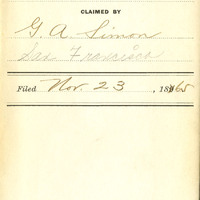 CLAIMED BY
G. A. Simon
San Francisco
Filed Nov. 23, 1865